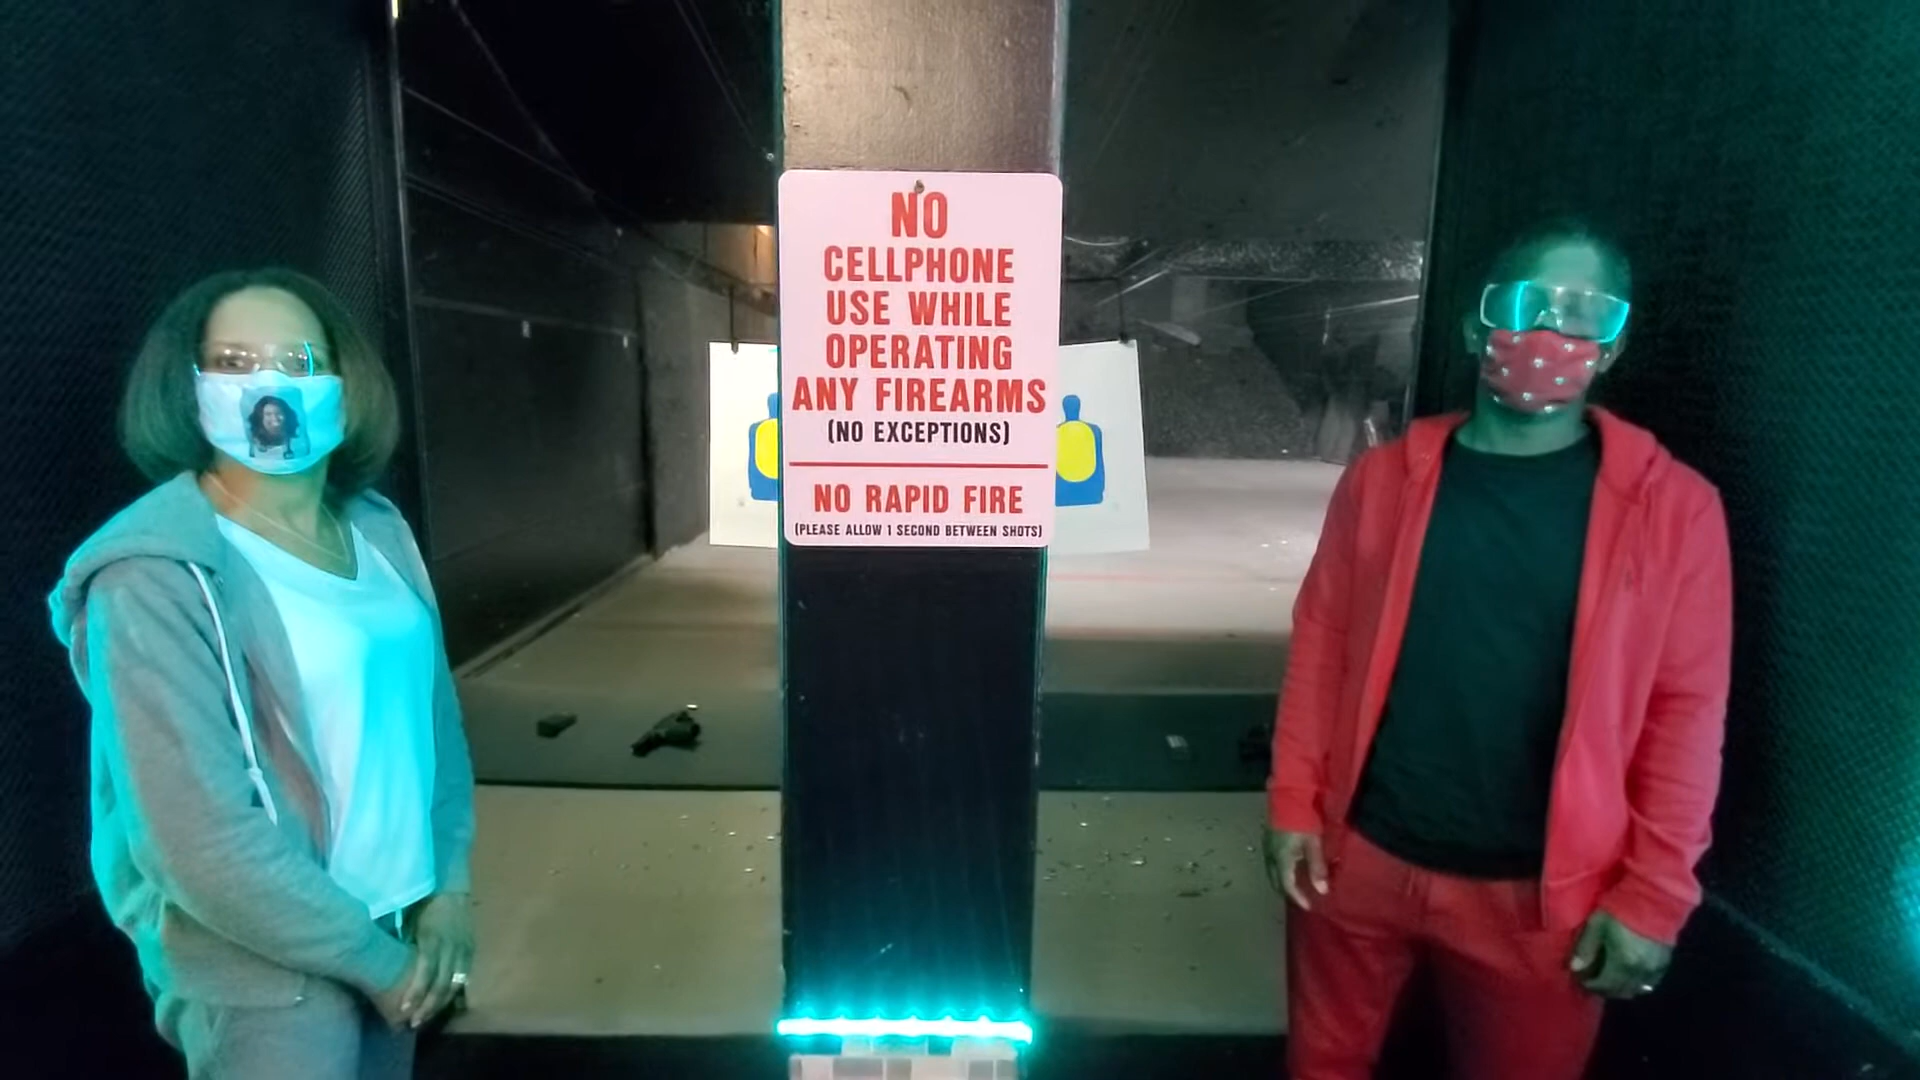 NO
CELLPHONE
USE WHILE
OPERATING
ANY FIREARMS
(NO EXCEPTIONS)
NO RAPID FIRE
(PLEASE ALLOW 1 SECOND BETWEEN SHOTS)